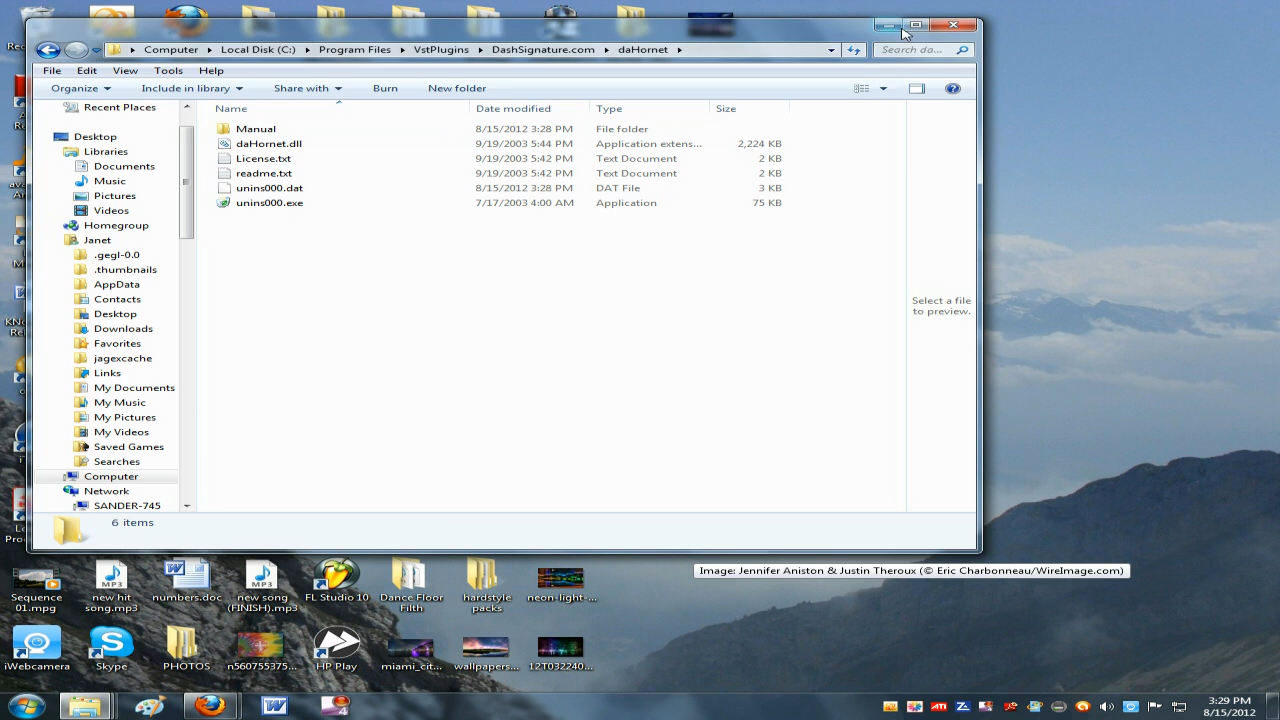 Computer Local Disk (C:) Program Files VstPlugins DashSignature.com daHornet
Search da...
File Edit View Tools Help
Organize Include in library Share with Burn New folder
Recent Places
Desktop
Libraries
Documents
Music
Pictures
Videos
Homegroup
Janet
.gegl-0.0
.thumbnails
AppData
Contacts
Desktop
Downloads
Favorites
jagexcache
Links
My Documents
My Music
My Pictures
My Videos
Saved Games
Searches
Computer
Network
SANDER-745
Name Date modified Type Size
Manual 8/15/2012 3:28 PM File folder
daHornet.dll 9/19/2003 5:44 PM Application extens... 2,224 KB
License.txt 9/19/2003 5:42 PM Text Document 2 KB
readme.txt 9/19/2003 5:42 PM Text Document 2 KB
unins000.dat 8/15/2012 3:28 PM DAT File 3 KB
unins000.exe 7/17/2003 4:00 AM Application 75 KB
Select a file
to preview.
6 items
Image: Jennifer Aniston & Justin Theroux (© Eric Charbonneau/WireImage.com)
Sequence
01.mpg
MP3
new hit
song.mp3
numbers.doc
MP3
new song
(FINISH).mp3
FL Studio 10
Dance Floor
Filth
hardstyle
packs
neon-light-...
iWebcamera
Skype
PHOTOS
n560755375...
HP Play
miami_cit...
wallpapers...
12T032240...
ATI
3:29 PM
8/15/2012